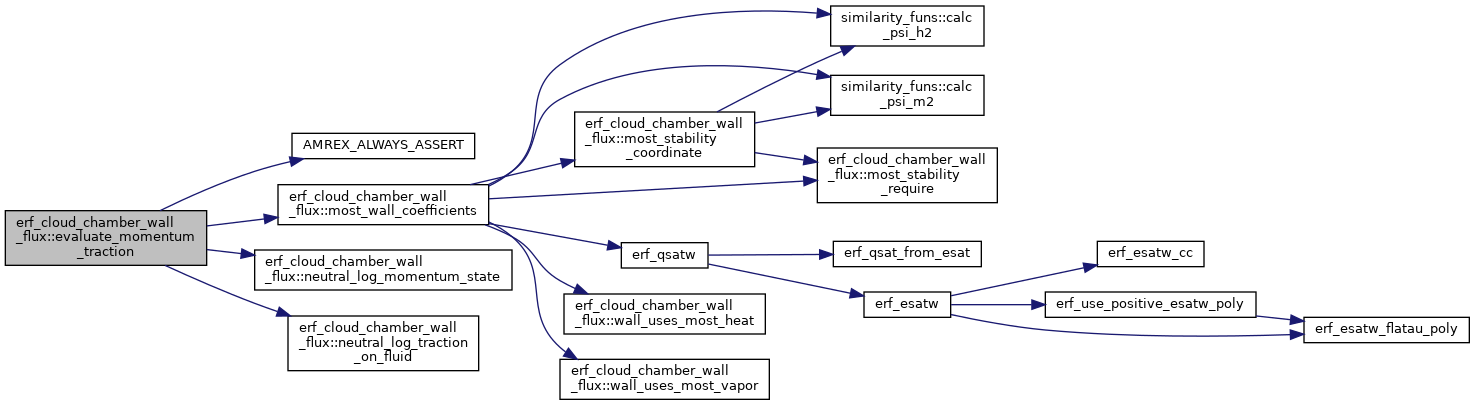 erf_cloud_chamber_wall
_flux::evaluate_momentum
_traction
AMREX_ALWAYS_ASSERT
erf_cloud_chamber_wall
_flux::most_wall_coefficients
erf_cloud_chamber_wall
_flux::neutral_log_momentum_state
erf_cloud_chamber_wall
_flux::neutral_log_traction
_on_fluid
erf_cloud_chamber_wall
_flux::most_stability
_coordinate
similarity_funs::calc
_psi_h2
similarity_funs::calc
_psi_m2
erf_cloud_chamber_wall
_flux::most_stability
_require
erf_qsatw
erf_cloud_chamber_wall
_flux::wall_uses_most_heat
erf_cloud_chamber_wall
_flux::wall_uses_most_vapor
erf_qsat_from_esat
erf_esatw
erf_esatw_cc
erf_use_positive_esatw_poly
erf_esatw_flatau_poly